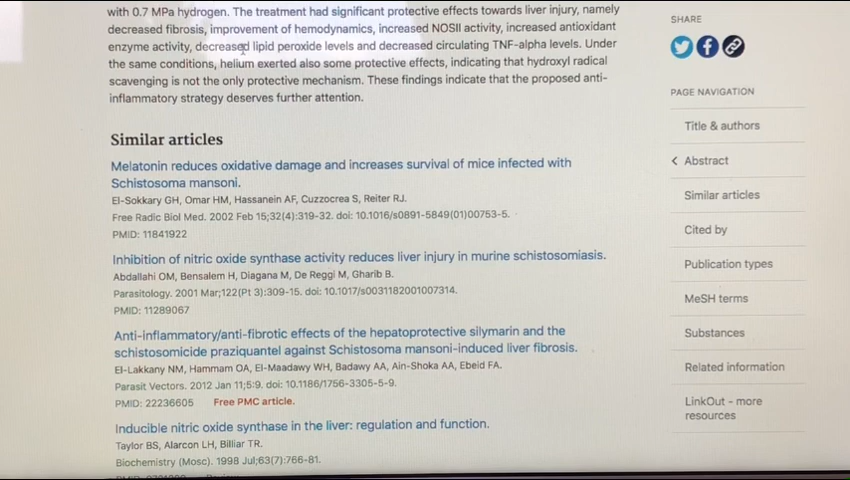 with 0.7 MPa hydrogen. The treatment had significant protective effects towards liver injury, namely
decreased fibrosis, improvement of hemodynamics, increased NOSII activity, increased antioxidant
enzyme activity, decreased lipid peroxide levels and decreased circulating TNF-alpha levels. Under
the same conditions, helium exerted also some protective effects, indicating that hydroxyl radical
scavenging is not the only protective mechanism. These findings indicate that the proposed anti-
inflammatory strategy deserves further attention.
Similar articles
Melatonin reduces oxidative damage and increases survival of mice infected with
Schistosoma mansoni.
El-Sokkary GH, Omar HM, Hassanein AF, Cuzzocrea S, Reiter RJ.
Free Radic Biol Med. 2002 Feb 15;32(4):319-32. doi: 10.1016/s0891-5849(01)00753-5.
PMID: 11841922
Inhibition of nitric oxide synthase activity reduces liver injury in murine schistosomiasis.
Abdallahi OM, Bensalem H, Diagana M, De Reggi M, Gharib B.
Parasitology. 2001 Mar;122(Pt 3):309-15. doi: 10.1017/s0031182001007314.
PMID: 11289067
Anti-inflammatory/anti-fibrotic effects of the hepatoprotective silymarin and the
schistosomicide praziquantel against Schistosoma mansoni-induced liver fibrosis.
El-Lakkany NM, Hammam OA, El-Maadawy WH, Badawy AA, Ain-Shoka AA, Ebeid FA.
Parasit Vectors. 2012 Jan 11;5:9. doi: 10.1186/1756-3305-5-9.
PMID: 22236605 Free PMC article.
Inducible nitric oxide synthase in the liver: regulation and function.
Taylor BS, Alarcon LH, Billiar TR.
Biochemistry (Mosc). 1998 Jul;63(7):766-81.
SHARE
PAGE NAVIGATION
Title & authors
Abstract
Similar articles
Cited by
Publication types
MeSH terms
Substances
Related information
LinkOut - more
resources